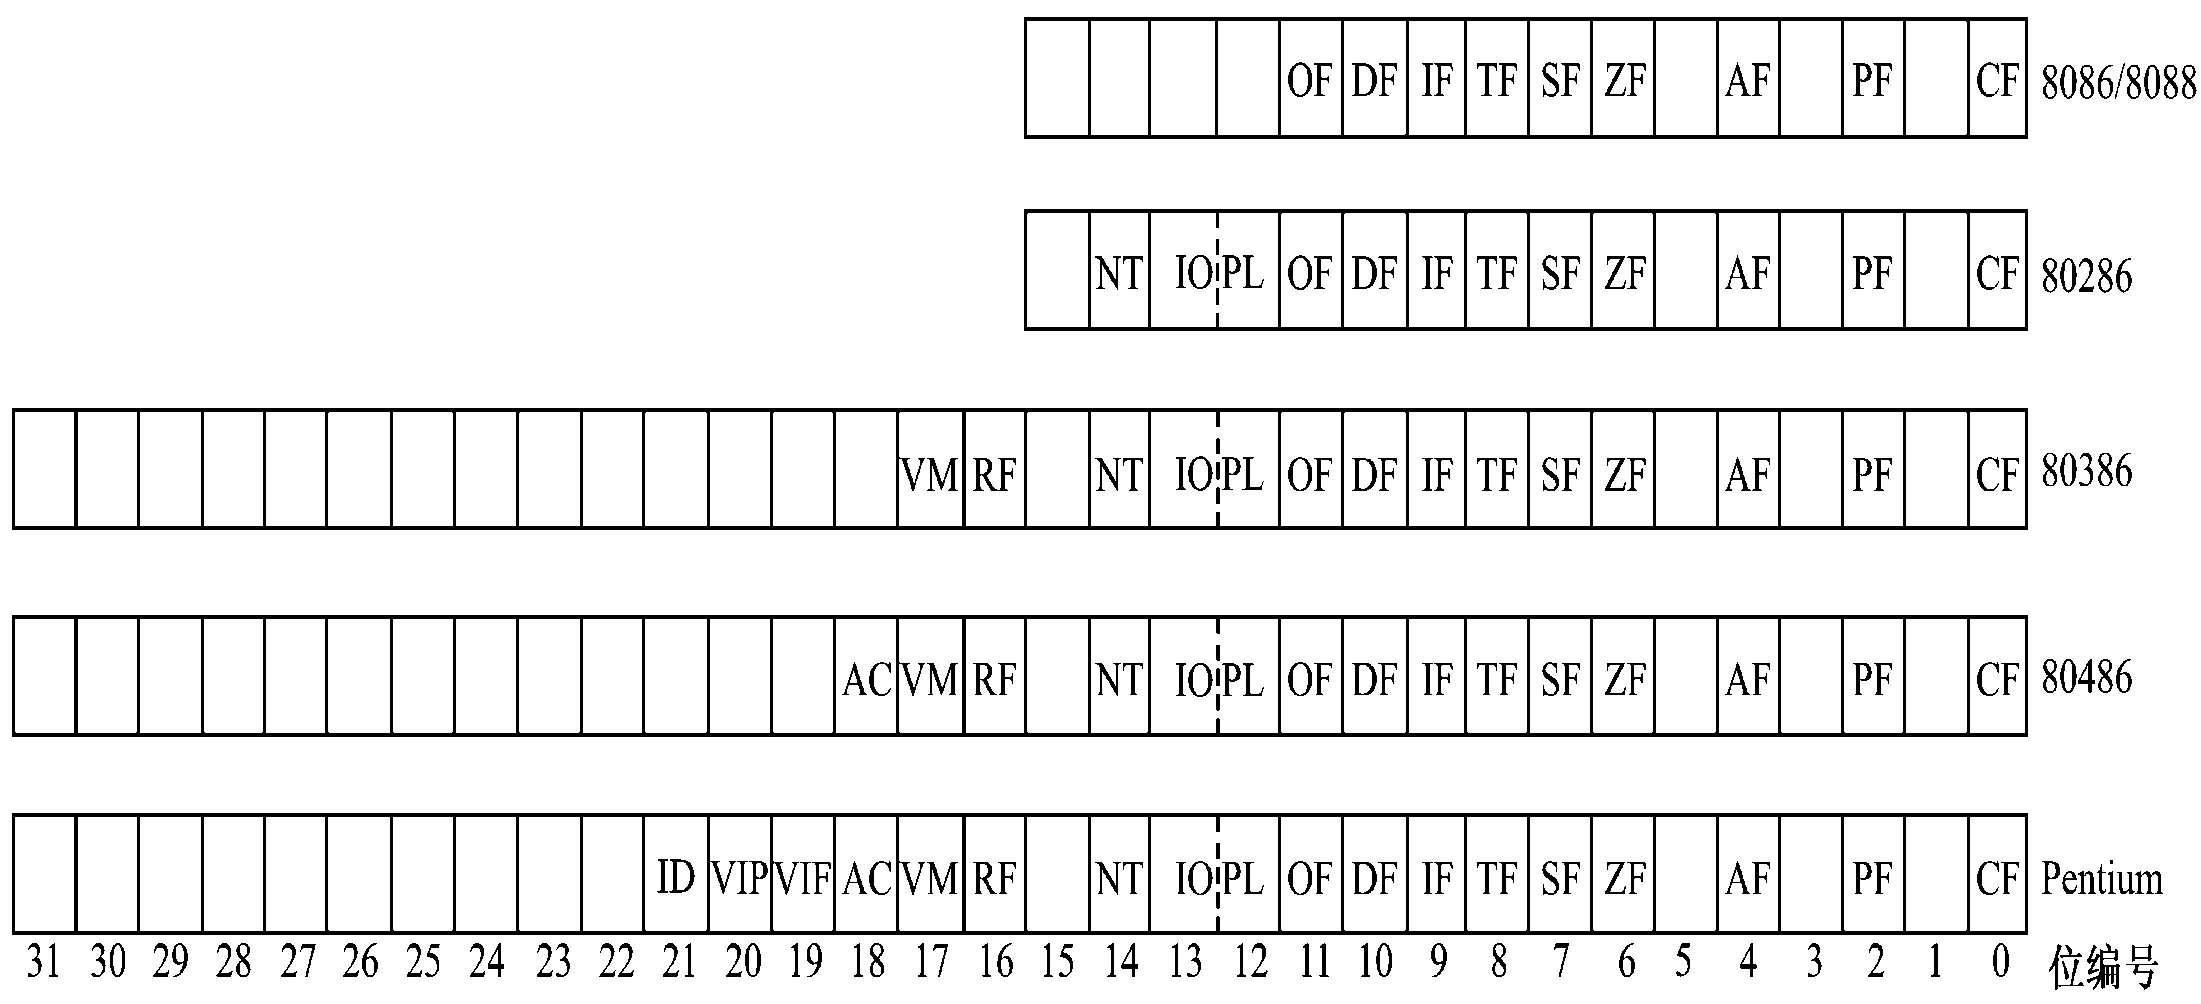 OF DF IF TF SF ZF AF PF CF 8086/8088
NT IO PL OF DF IF TF SF ZF AF PF CF 80286
VM RF NT IO PL OF DF IF TF SF ZF AF PF CF 80386
AC VM RF NT IO PL OF DF IF TF SF ZF AF PF CF 80486
ID VIP VIF AC VM RF NT IO PL OF DF IF TF SF ZF AF PF CF Pentium
31 30 29 28 27 26 25 24 23 22 21 20 19 18 17 16 15 14 13 12 11 10 9 8 7 6 5 4 3 2 1 0 位编号